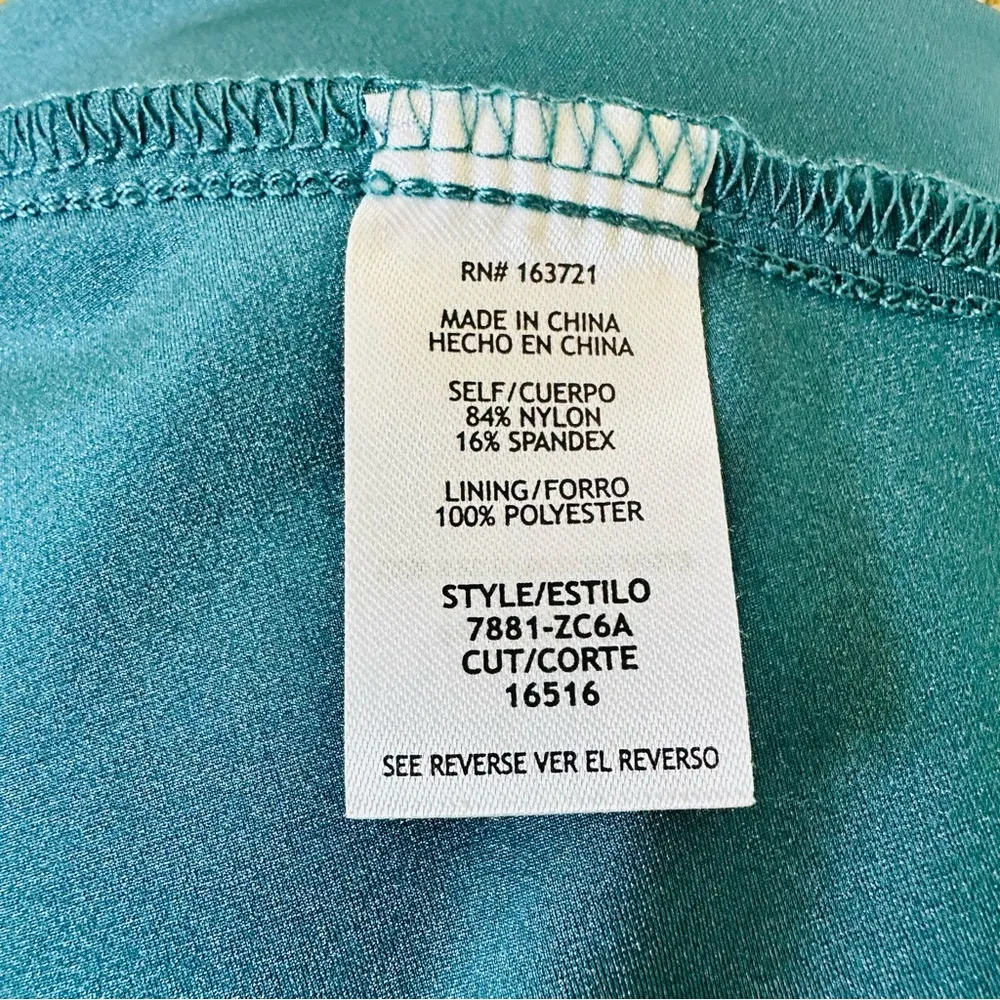 RN# 163721
MADE IN CHINA
HECHO EN CHINA
SELF/CUERPO
84% NYLON
16% SPANDEX
LINING/FORRO
100% POLYESTER
STYLE/ESTILO
7881-ZC6A
CUT/CORTE
16516
SEE REVERSE VER EL REVERSO